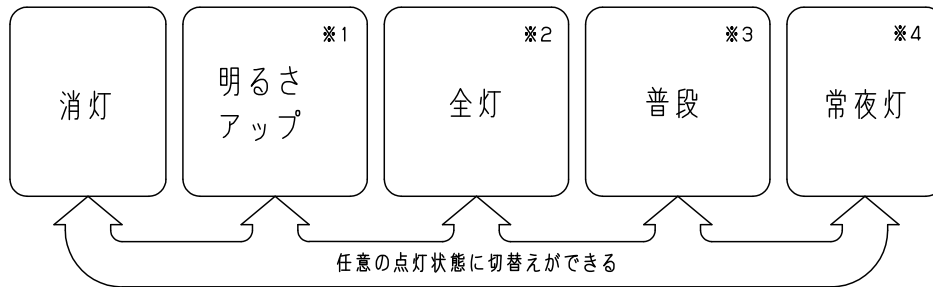 消灯
※1
明るさ
アップ
※2
全灯
※3
普段
※4
常夜灯
任意の点灯状態に切替えができる